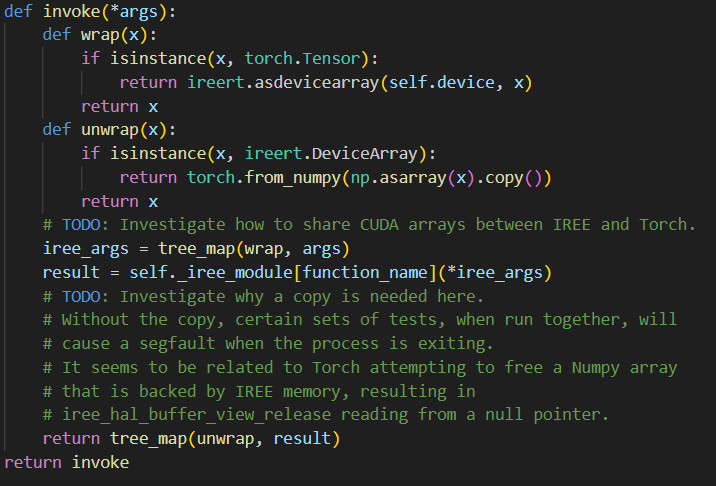 def invoke(*args):
    def wrap(x):
        if isinstance(x, torch.Tensor):
            return ireert.asdevicearray(self.device, x)
        return x
    def unwrap(x):
        if isinstance(x, ireert.DeviceArray):
            return torch.from_numpy(np.asarray(x).copy())
        return x
    # TODO: Investigate how to share CUDA arrays between IREE and Torch.
    iree_args = tree_map(wrap, args)
    result = self._iree_module[function_name](*iree_args)
    # TODO: Investigate why a copy is needed here.
    # Without the copy, certain sets of tests, when run together, will
    # cause a segfault when the process is exiting.
    # It seems to be related to Torch attempting to free a Numpy array
    # that is backed by IREE memory, resulting in
    # iree_hal_buffer_view_release reading from a null pointer.
    return tree_map(unwrap, result)
return invoke